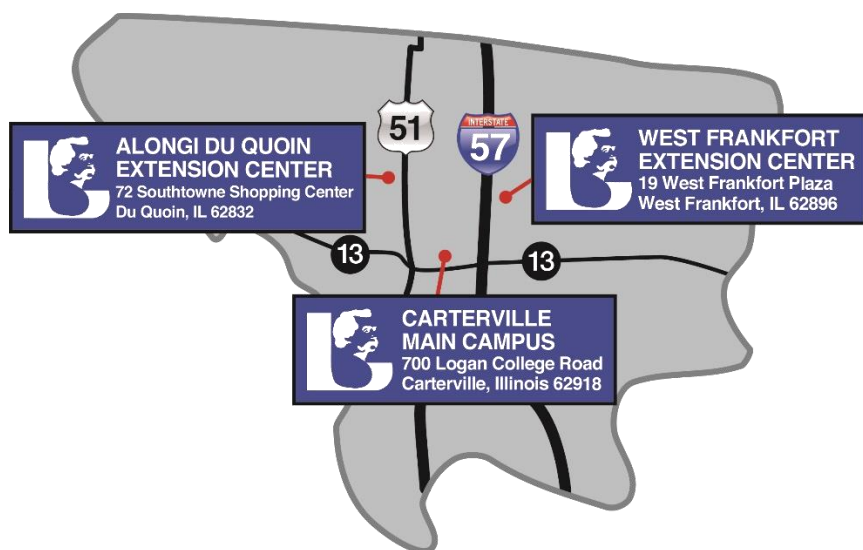 51
INTERSTATE
57
ALONGI DU QUOIN
EXTENSION CENTER
72 Southtowne Shopping Center
Du Quoin, IL 62832
WEST FRANKFORT
EXTENSION CENTER
19 West Frankfort Plaza
West Frankfort, IL 62896
13
13
CARTERVILLE
MAIN CAMPUS
700 Logan College Road
Carterville, Illinois 62918